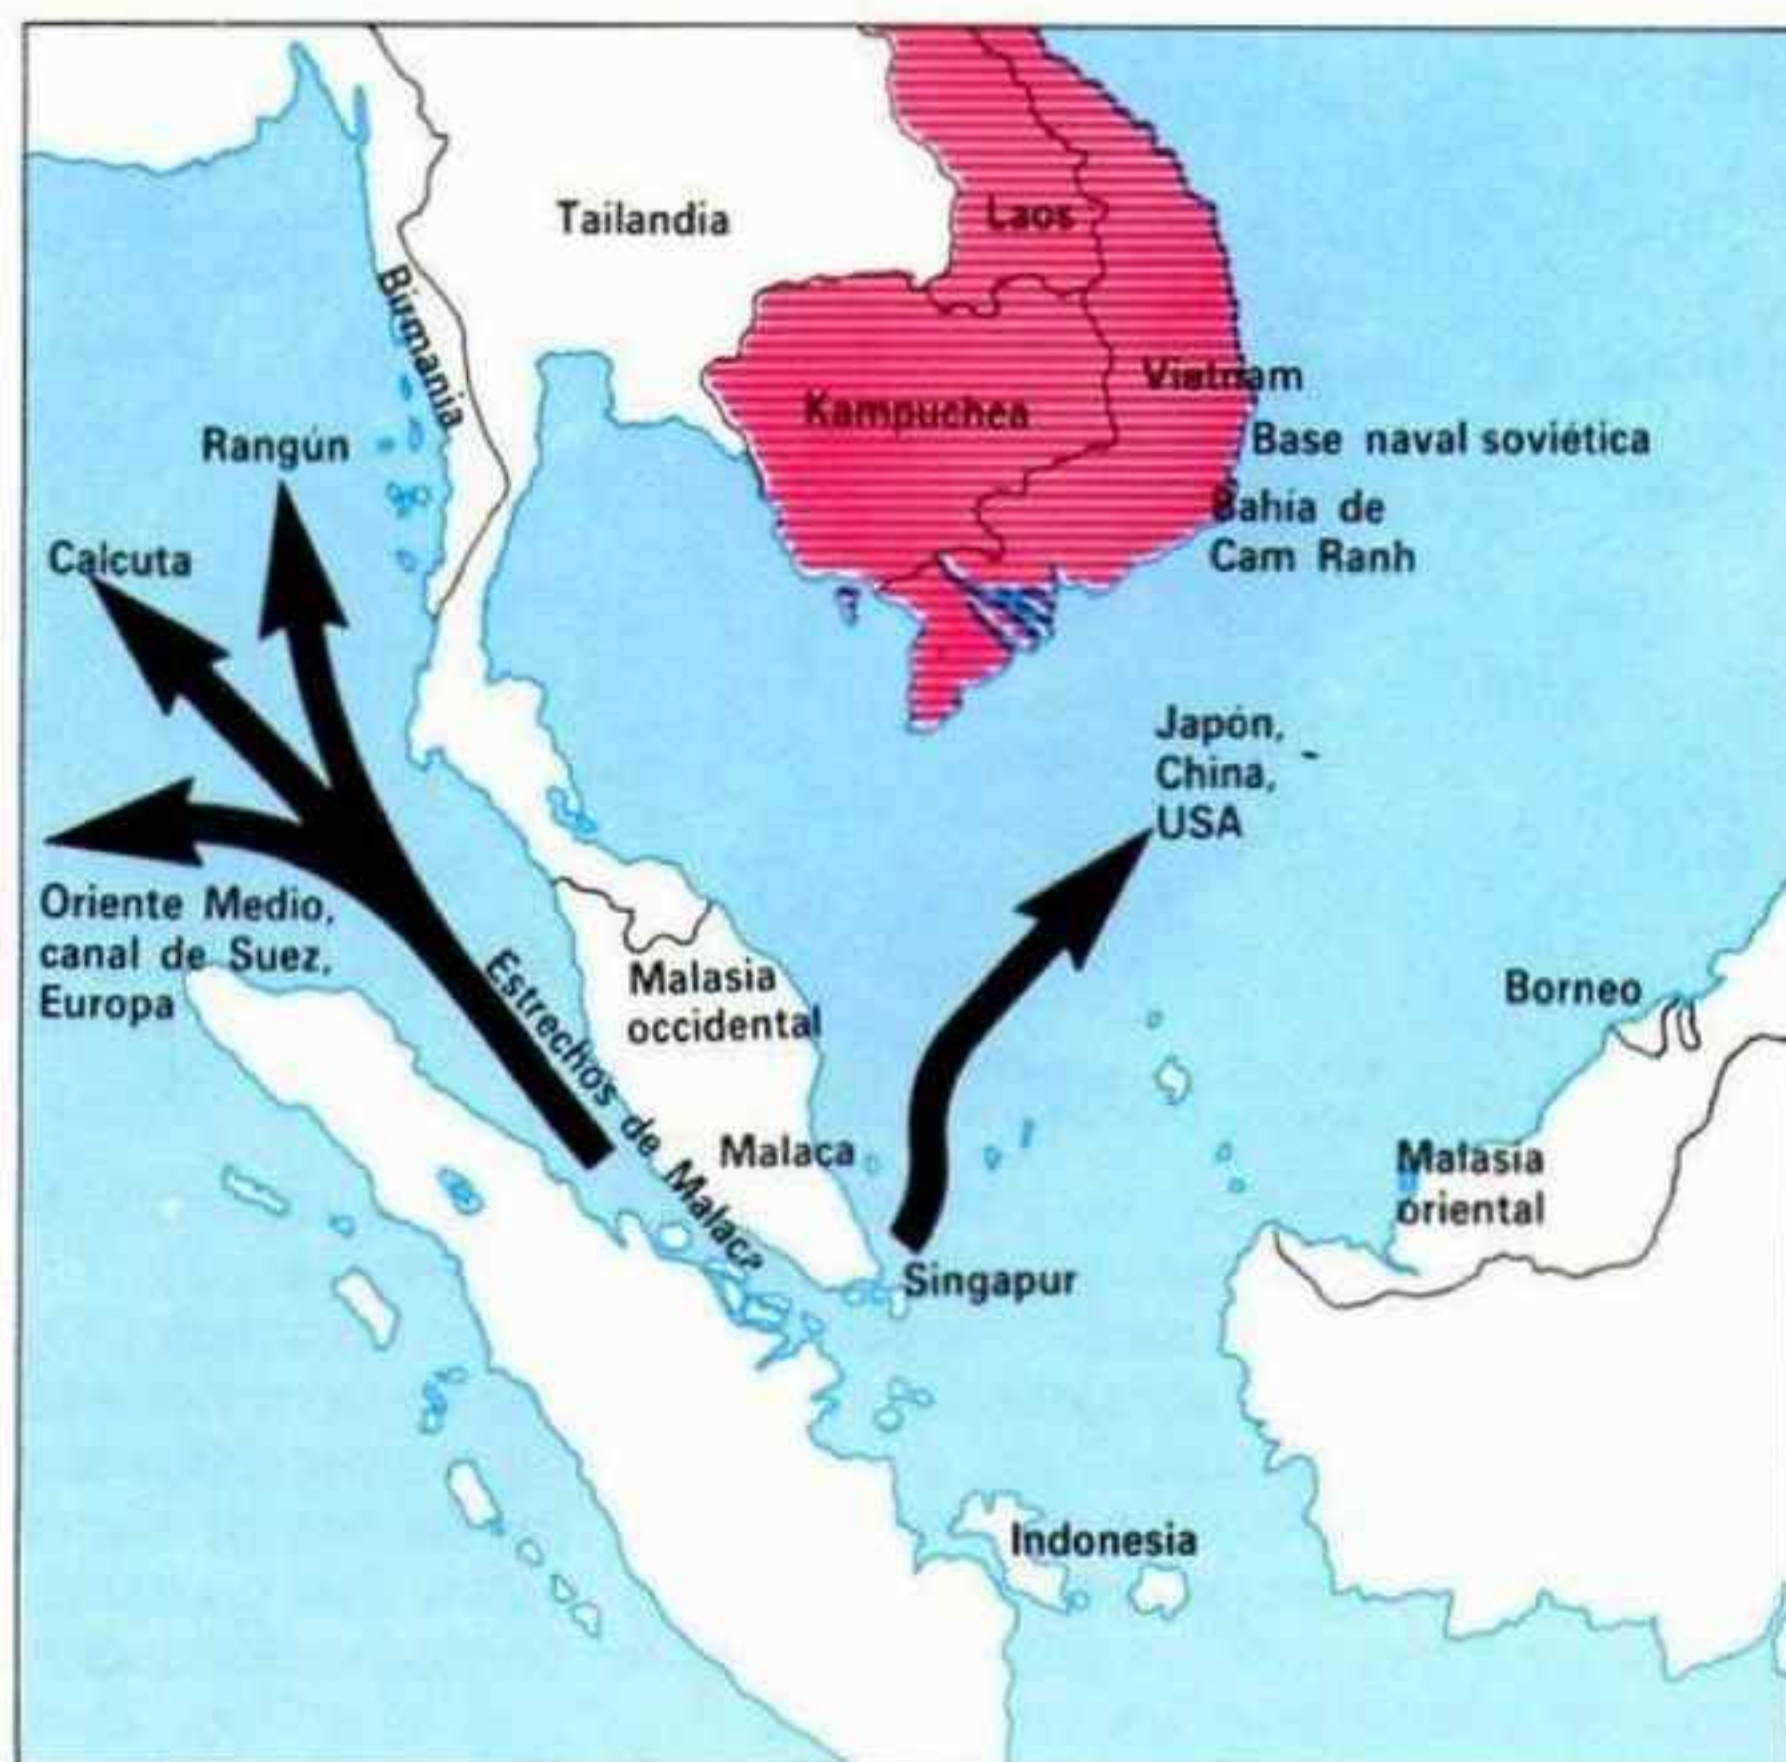 Tailandia
Laos
Birmania
Vietnam
Kampuchea
Base naval soviética
Rangún
Bahía de
Cam Ranh
Calcuta
Japón,
China,
USA
Oriente Medio,
canal de Suez,
Europa
Estrechos de Malaca
Malasia
occidental
Borneo
Malaca
Malasia
oriental
Singapur
Indonesia